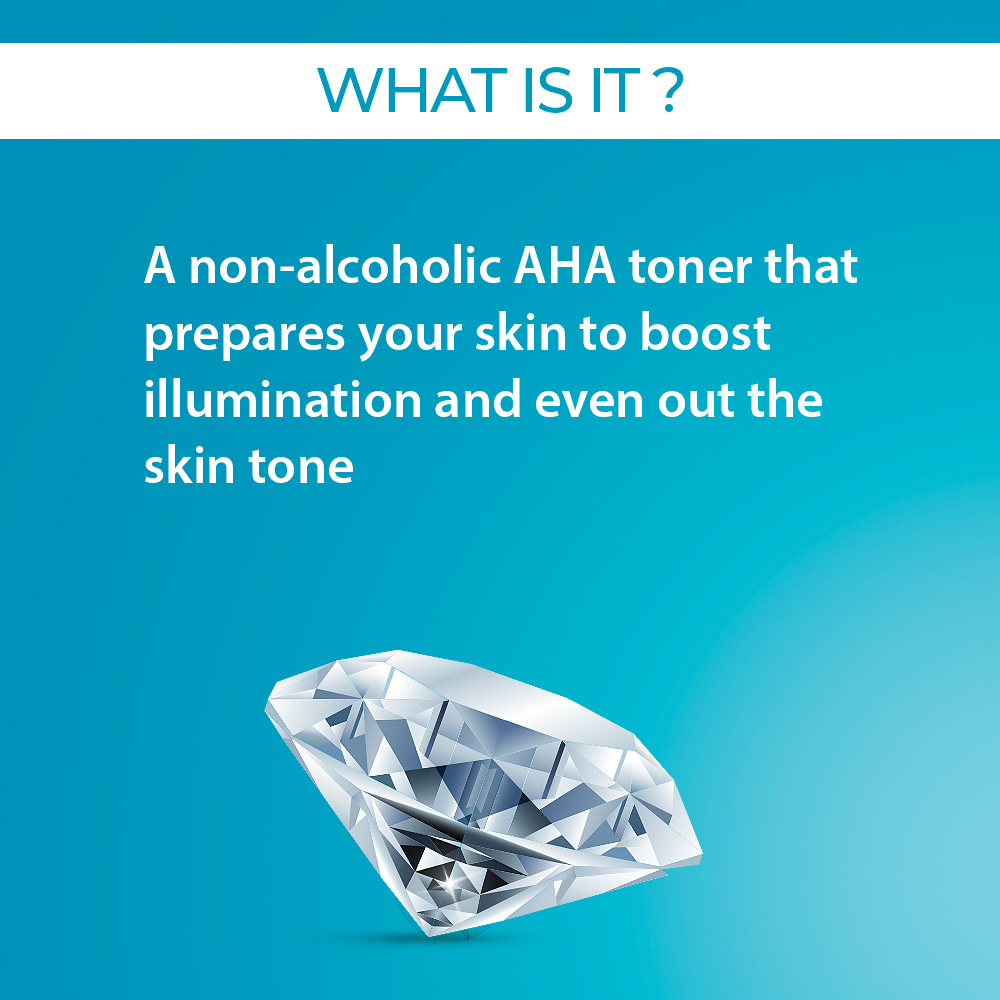 WHAT IS IT ?
A non-alcoholic AHA toner that
prepares your skin to boost
illumination and even out the
skin tone